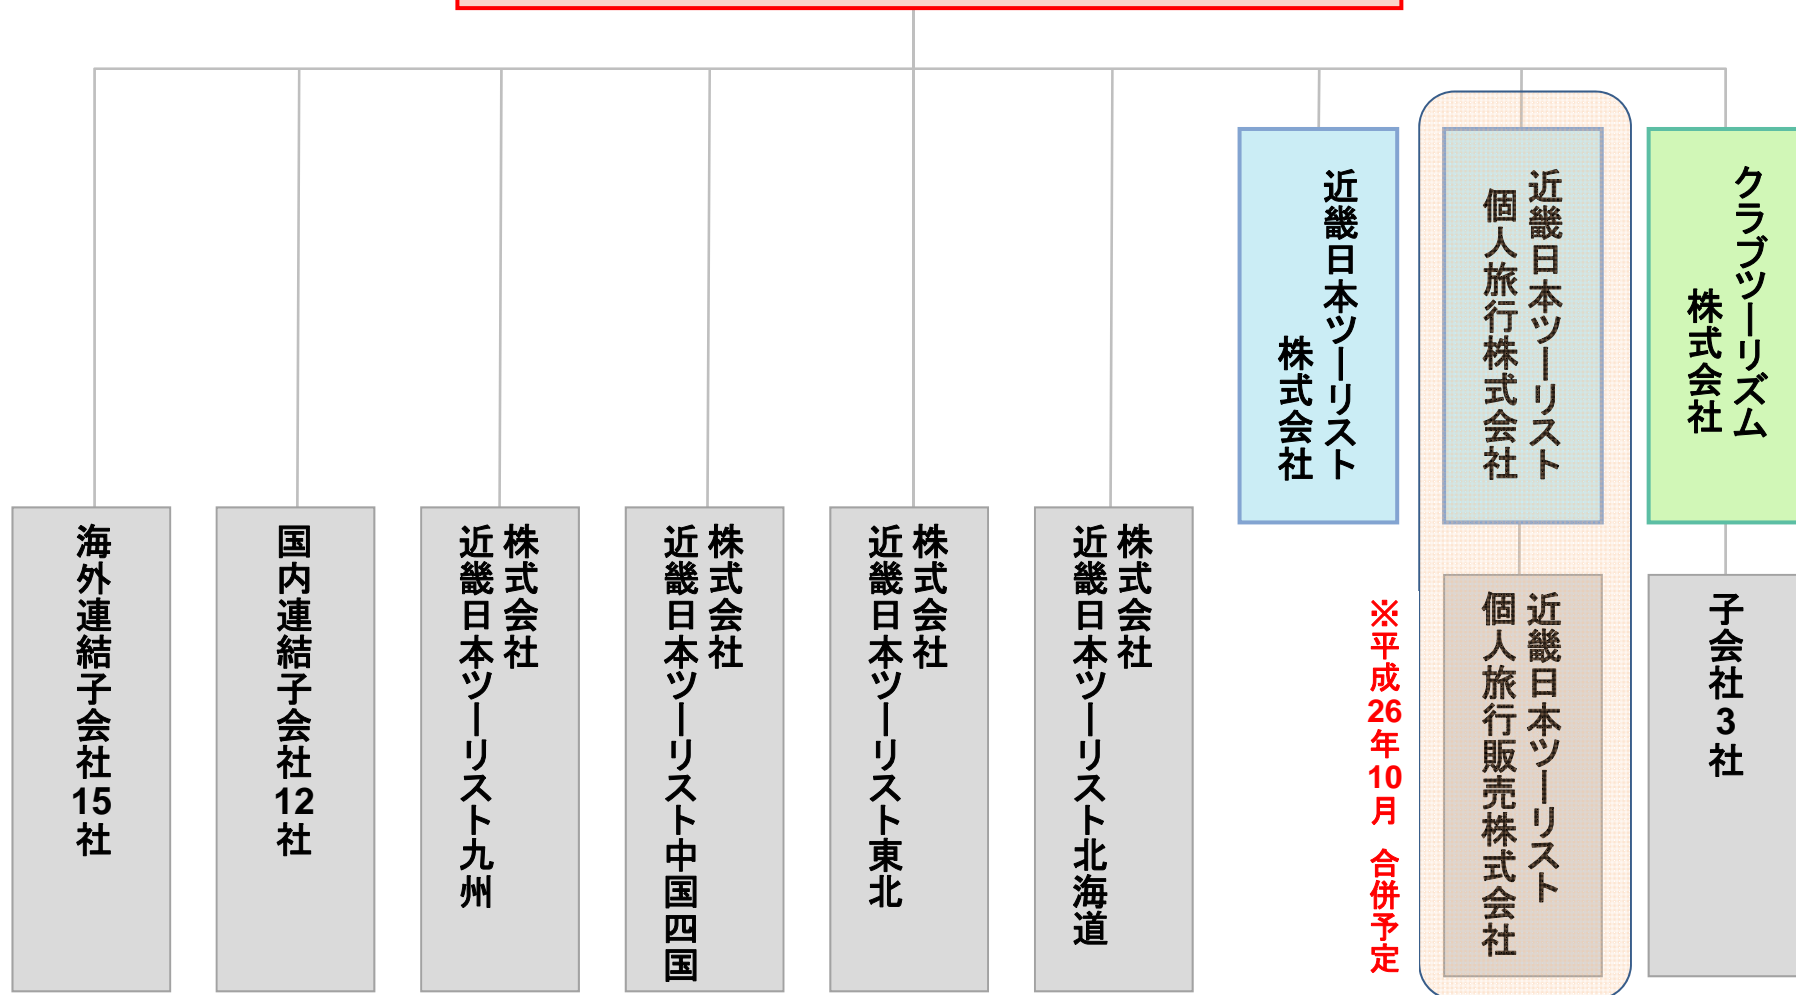 クラブツーリズム
株式会社
近畿日本ツーリスト
個人旅行株式会社
近畿日本ツーリスト
株式会社
子会社3社
近畿日本ツーリスト
個人旅行販売株式会社
※平成26年10月 合併予定
株式会社
近畿日本ツーリスト北海道
株式会社
近畿日本ツーリスト東北
株式会社
近畿日本ツーリスト中国四国
株式会社
近畿日本ツーリスト九州
国内連結子会社12社
海外連結子会社15社